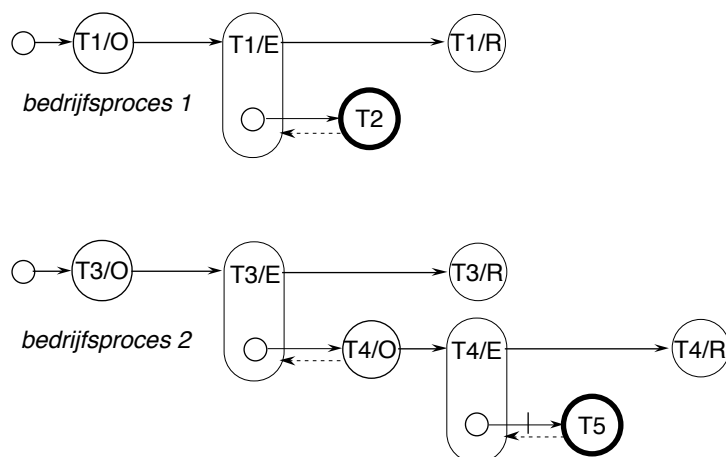 T1/O T1/E T1/R
bedrijfsproces 1
T2
T3/O T3/E T3/R
bedrijfsproces 2
T4/O T4/E T4/R
T5